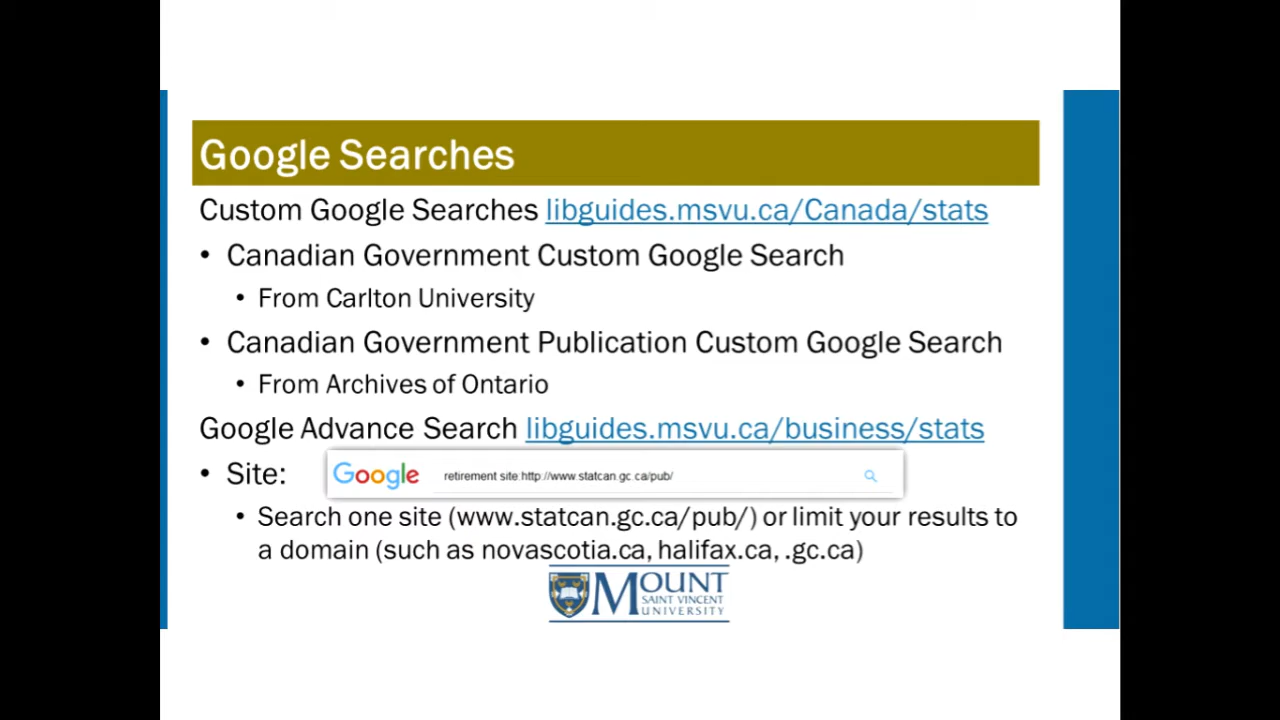 Google Searches
Custom Google Searches libguides.msvu.ca/Canada/stats
• Canadian Government Custom Google Search
• From Carlton University
• Canadian Government Publication Custom Google Search
• From Archives of Ontario
Google Advance Search libguides.msvu.ca/business/stats
• Site:
Google retirement site:http://www.statcan.gc.ca/pub/
• Search one site (www.statcan.gc.ca/pub/) or limit your results to
a domain (such as novascotia.ca, halifax.ca, .gc.ca)
MOUNT
SAINT VINCENT
UNIVERSITY